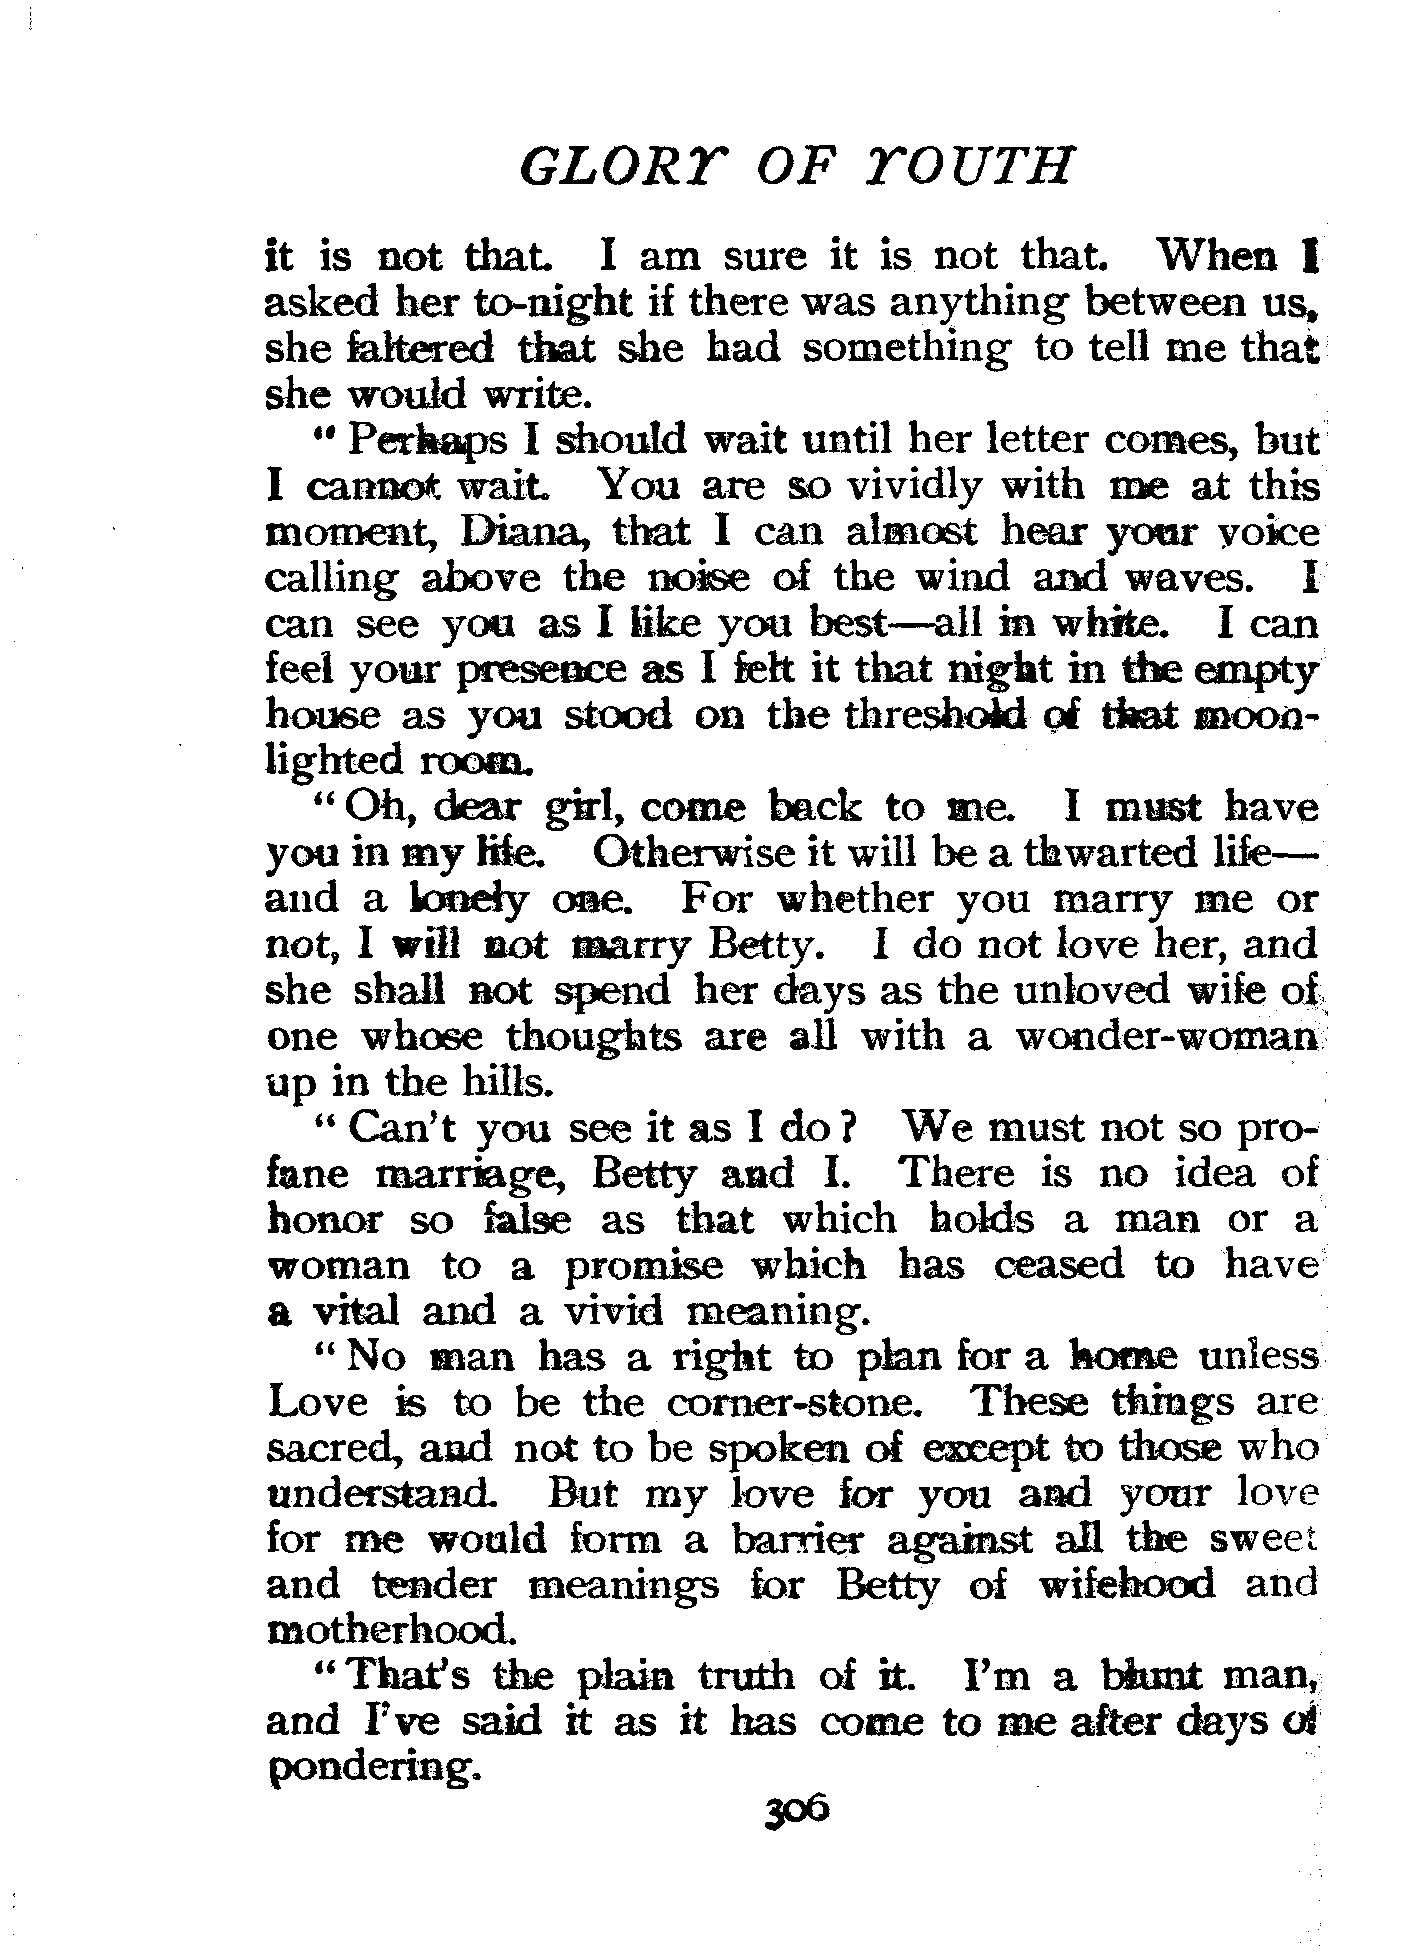 GLORY OF YOUTH
it is not that. I am sure it is not that. When I
asked her to-night if there was anything between us,
she faltered that she had something to tell me that
she would write.
" Perhaps I should wait until her letter comes, but
I cannot wait. You are so vividly with me at this
moment, Diana, that I can almost hear your voice
calling above the noise of the wind and waves. I
can see you as I like you best—all in white. I can
feel your presence as I felt it that night in the empty
house as you stood on the threshold of that moon-
lighted room.
" Oh, dear girl, come back to me. I must have
you in my life. Otherwise it will be a thwarted life—
and a lonely one. For whether you marry me or
not, I will not marry Betty. I do not love her, and
she shall not spend her days as the unloved wife of
one whose thoughts are all with a wonder-woman
up in the hills.
" Can't you see it as I do ? We must not so pro-
fane marriage, Betty and I. There is no idea of
honor so false as that which holds a man or a
woman to a promise which has ceased to have
a vital and a vivid meaning.
" No man has a right to plan for a home unless
Love is to be the corner-stone. These things are
sacred, and not to be spoken of except to those who
understand. But my love for you and your love
for me would form a barrier against all the sweet
and tender meanings for Betty of wifehood and
motherhood.
" That's the plain truth of it. I'm a blunt man,
and I've said it as it has come to me after days of
pondering.
306